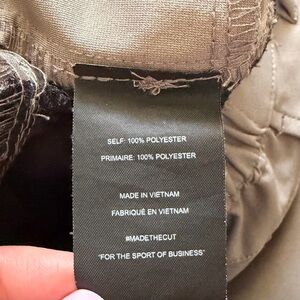 SELF: 100% POLYESTER
PRIMAIRE: 100% POLYESTER
MADE IN VIETNAM
FABRIQUÉ EN VIETNAM
#MADETHECUT
"FOR THE SPORT OF BUSINESS"